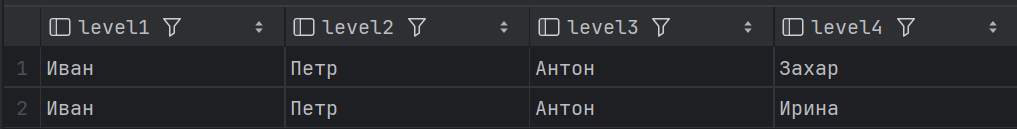 level1 level2 level3 level4
1 Иван Петр Антон Захар
2 Иван Петр Антон Ирина